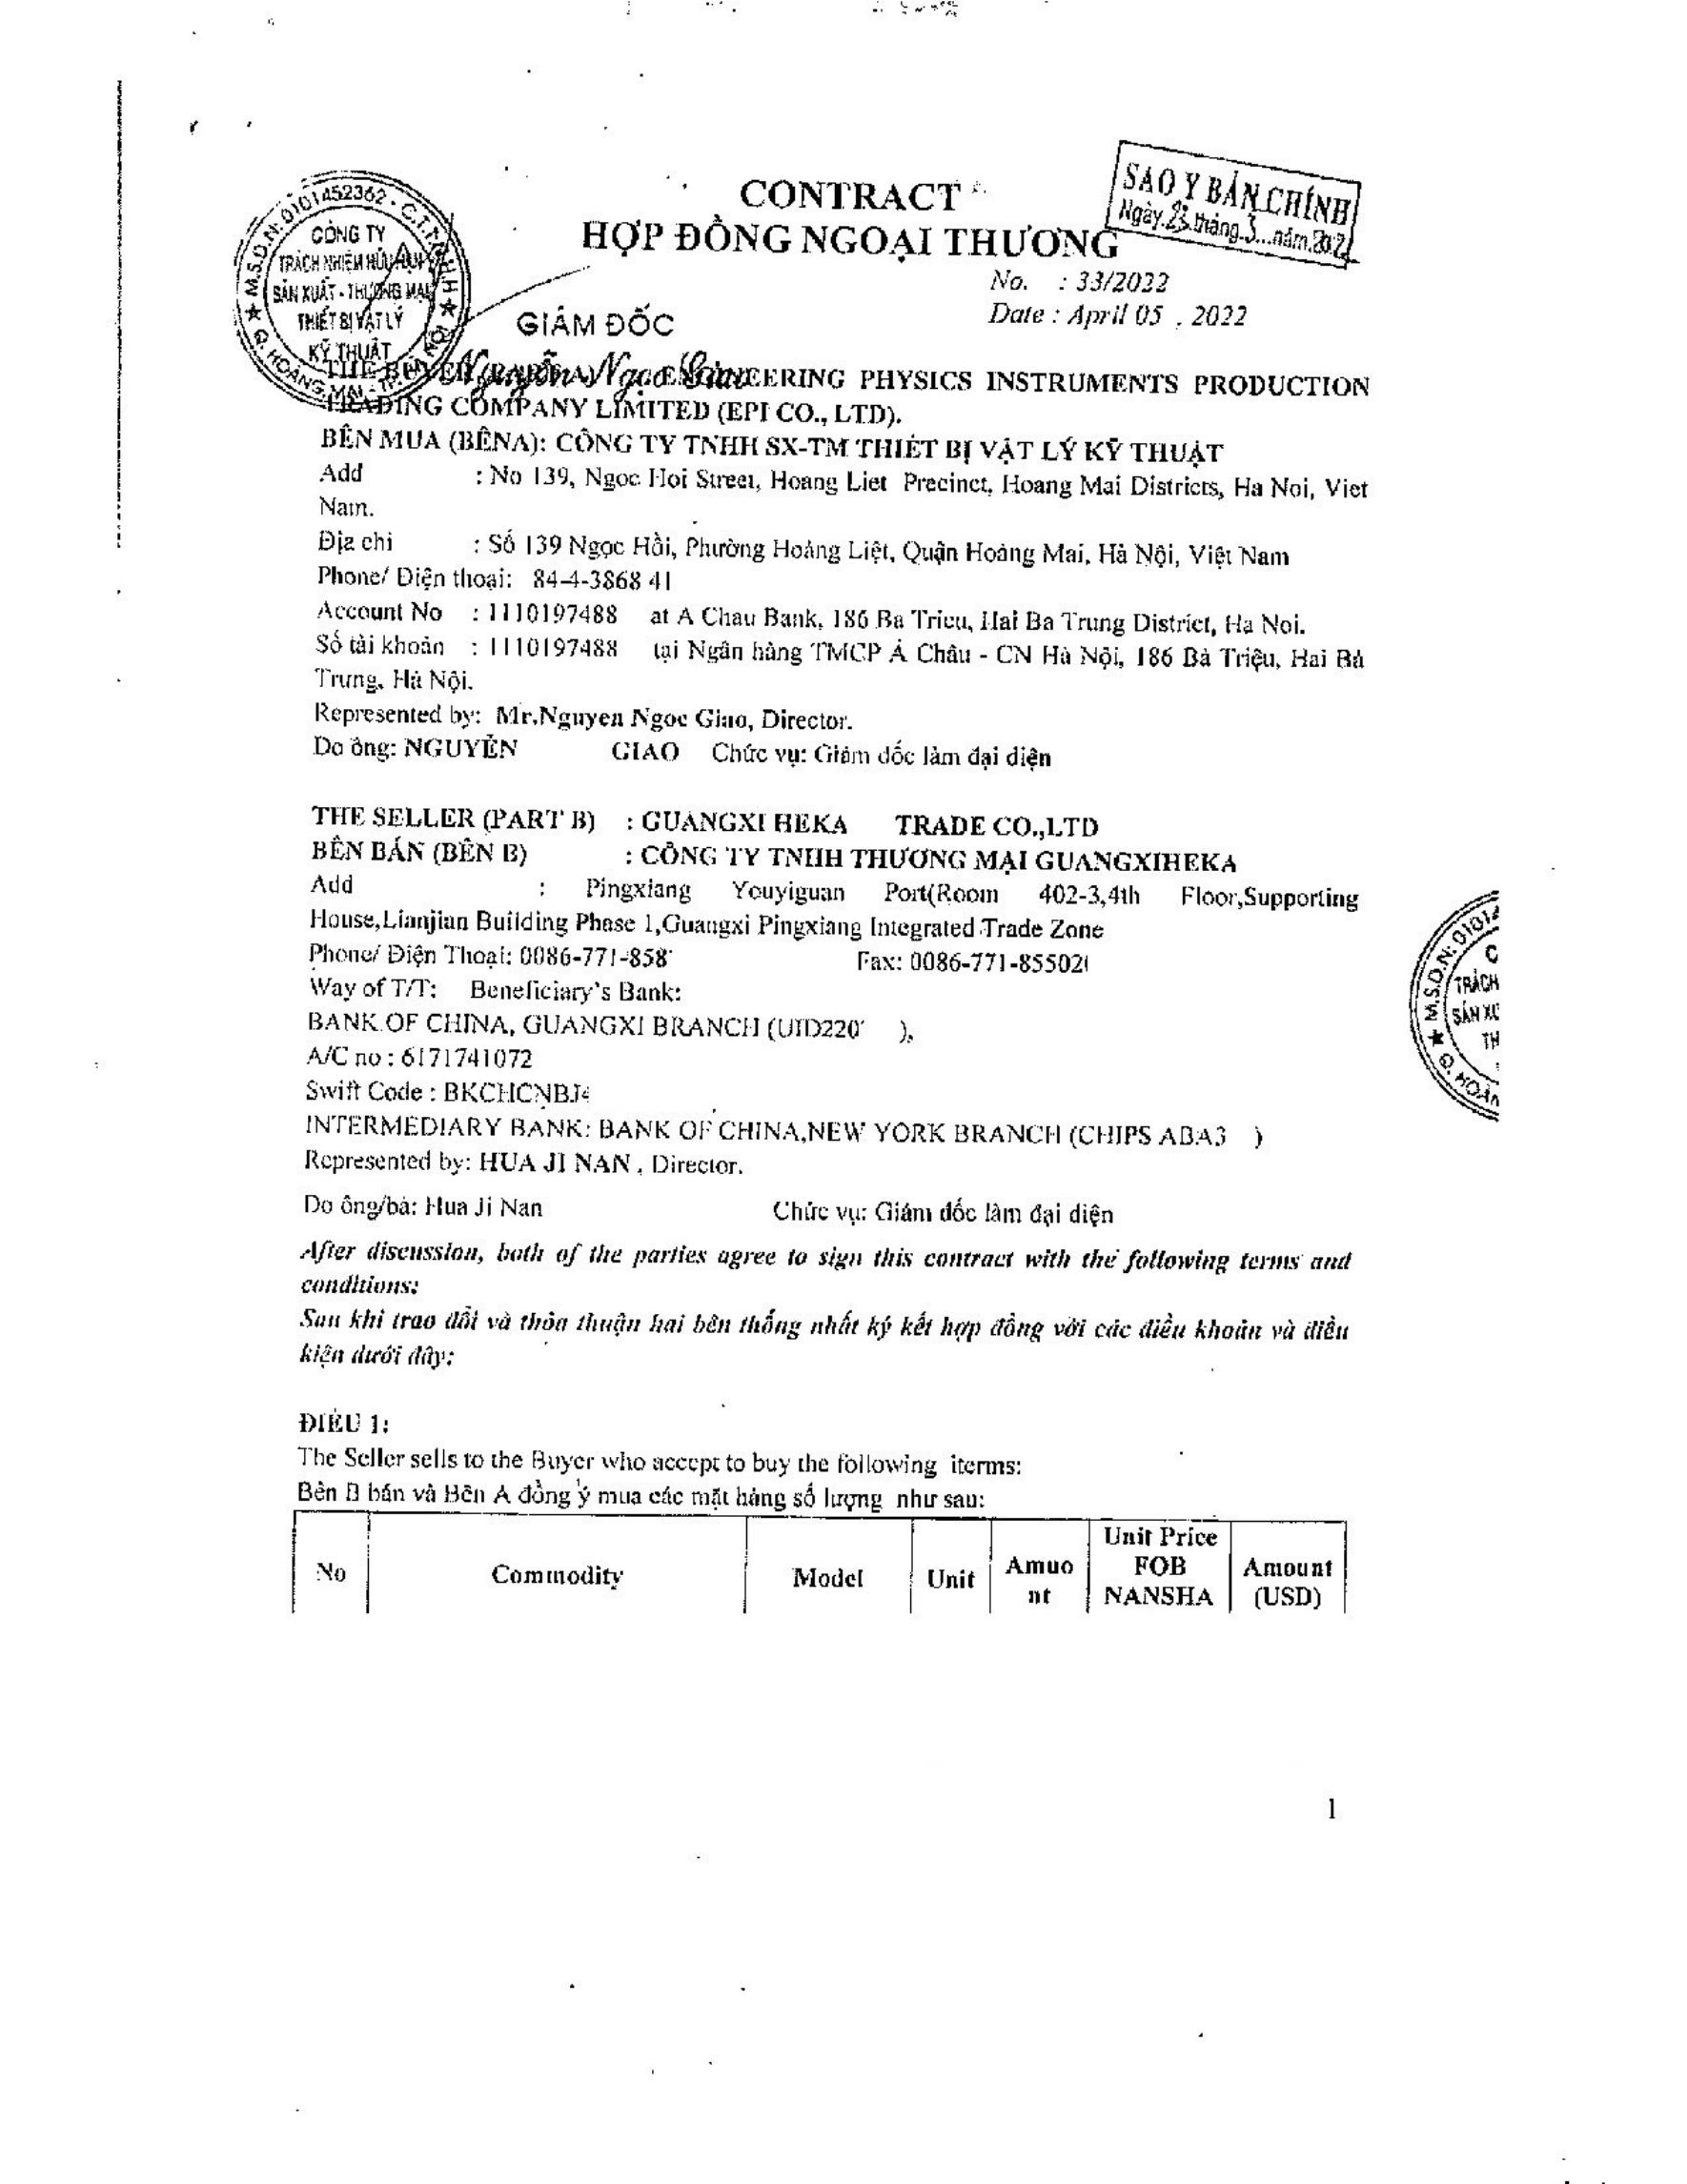 CONTRACT
HỢP ĐỒNG NGOẠI THƯƠNG
SAO Y BẢN CHÍNH
Ngày 23 tháng 3 năm
No. : 33/2022
Date : April 05 , 2022
M.S.D.N: 0101452362 - C.T.T.N.H.H
CÔNG TY
TRÁCH NHIỆM HỮU HẠN
SẢN XUẤT - THƯƠNG MẠI
THIẾT BỊ VẬT LÝ
KỸ THUẬT
Q. HOÀNG MAI - TP. HÀ NỘI
GIÁM ĐỐC
Nguyễn Ngọc Giao
THE BUYER (PART A): ENGINEERING PHYSICS INSTRUMENTS PRODUCTION
TRADING COMPANY LIMITED (EPI CO., LTD).
BÊN MUA (BÊNA): CÔNG TY TNHH SX-TM THIẾT BỊ VẬT LÝ KỸ THUẬT
Add : No 139, Ngoc Hoi Street, Hoang Liet Precinct, Hoang Mai Districts, Ha Noi, Viet
Nam.
Địa chỉ : Số 139 Ngọc Hồi, Phường Hoàng Liệt, Quận Hoàng Mai, Hà Nội, Việt Nam
Phone/ Điện thoại: 84-4-3868 41
Account No : 1110197488 at A Chau Bank, 186 Ba Trieu, Hai Ba Trung District, Ha Noi.
Số tài khoản : 1110197488 tại Ngân hàng TMCP Á Châu - CN Hà Nội, 186 Bà Triệu, Hai Bà
Trưng, Hà Nội.
Represented by: Mr.Nguyen Ngoc Giao, Director.
Do ông: NGUYỄN GIAO Chức vụ: Giám đốc làm đại diện
THE SELLER (PART B) : GUANGXI HEKA TRADE CO.,LTD
BÊN BÁN (BÊN B) : CÔNG TY TNHH THƯƠNG MẠI GUANGXIHEKA
Add : Pingxiang Youyiguan Port(Room 402-3,4th Floor,Supporting
House,Lianjian Building Phase 1,Guangxi Pingxiang Integrated Trade Zone
Phone/ Điện Thoại: 0086-771-858 Fax: 0086-771-85502
Way of T/T: Beneficiary's Bank:
BANK OF CHINA, GUANGXI BRANCH (UID220 ),
A/C no : 6171741072
Swift Code : BKCHCNBJ4
INTERMEDIARY BANK: BANK OF CHINA,NEW YORK BRANCH (CHIPS ABA3 )
Represented by: HUA JI NAN , Director.
Do ông/bà: Hua Ji Nan Chức vụ: Giám đốc làm đại diện
After discussion, both of the parties agree to sign this contract with the following terms and
conditions:
Sau khi trao đổi và thỏa thuận hai bên thống nhất ký kết hợp đồng với các điều khoản và điều
kiện dưới đây:
ĐIỀU 1:
The Seller sells to the Buyer who accept to buy the following iterms:
Bên B bán và Bên A đồng ý mua các mặt hàng số lượng như sau:
No
Commodity
Model
Unit
Amuo
nt
Unit Price
FOB
NANSHA
Amount
(USD)
1